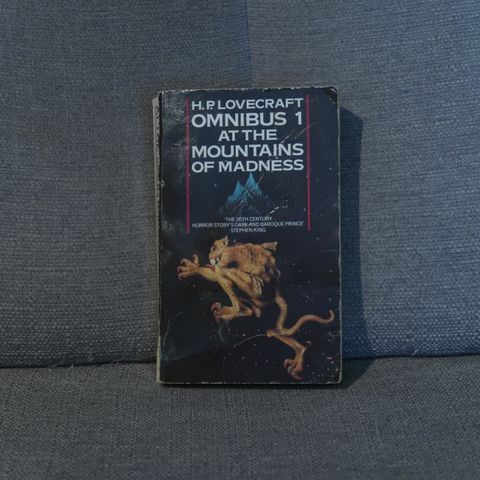 H.P. LOVECRAFT
OMNIBUS 1
AT THE
MOUNTAINS
OF MADNESS
'THE 20TH CENTURY
HORROR STORY'S DARK AND BAROQUE PRINCE'
STEPHEN KING